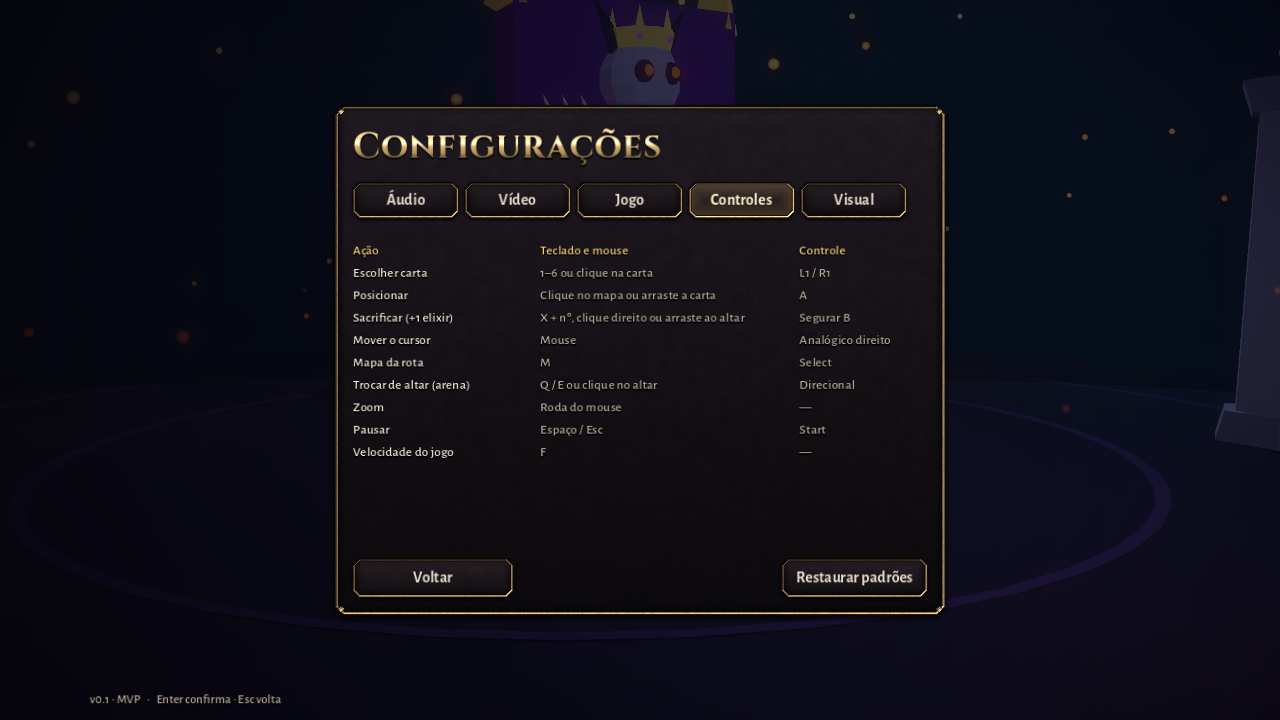 Configurações
Áudio Vídeo Jogo Controles Visual
Ação Teclado e mouse Controle
Escolher carta 1–6 ou clique na carta L1 / R1
Posicionar Clique no mapa ou arraste a carta A
Sacrificar (+1 elixir) X + nº, clique direito ou arraste ao altar Segurar B
Mover o cursor Mouse Analógico direito
Mapa da rota M Select
Trocar de altar (arena) Q / E ou clique no altar Direcional
Zoom Roda do mouse —
Pausar Espaço / Esc Start
Velocidade do jogo F —
Voltar Restaurar padrões
v0.1 · MVP · Enter confirma · Esc volta